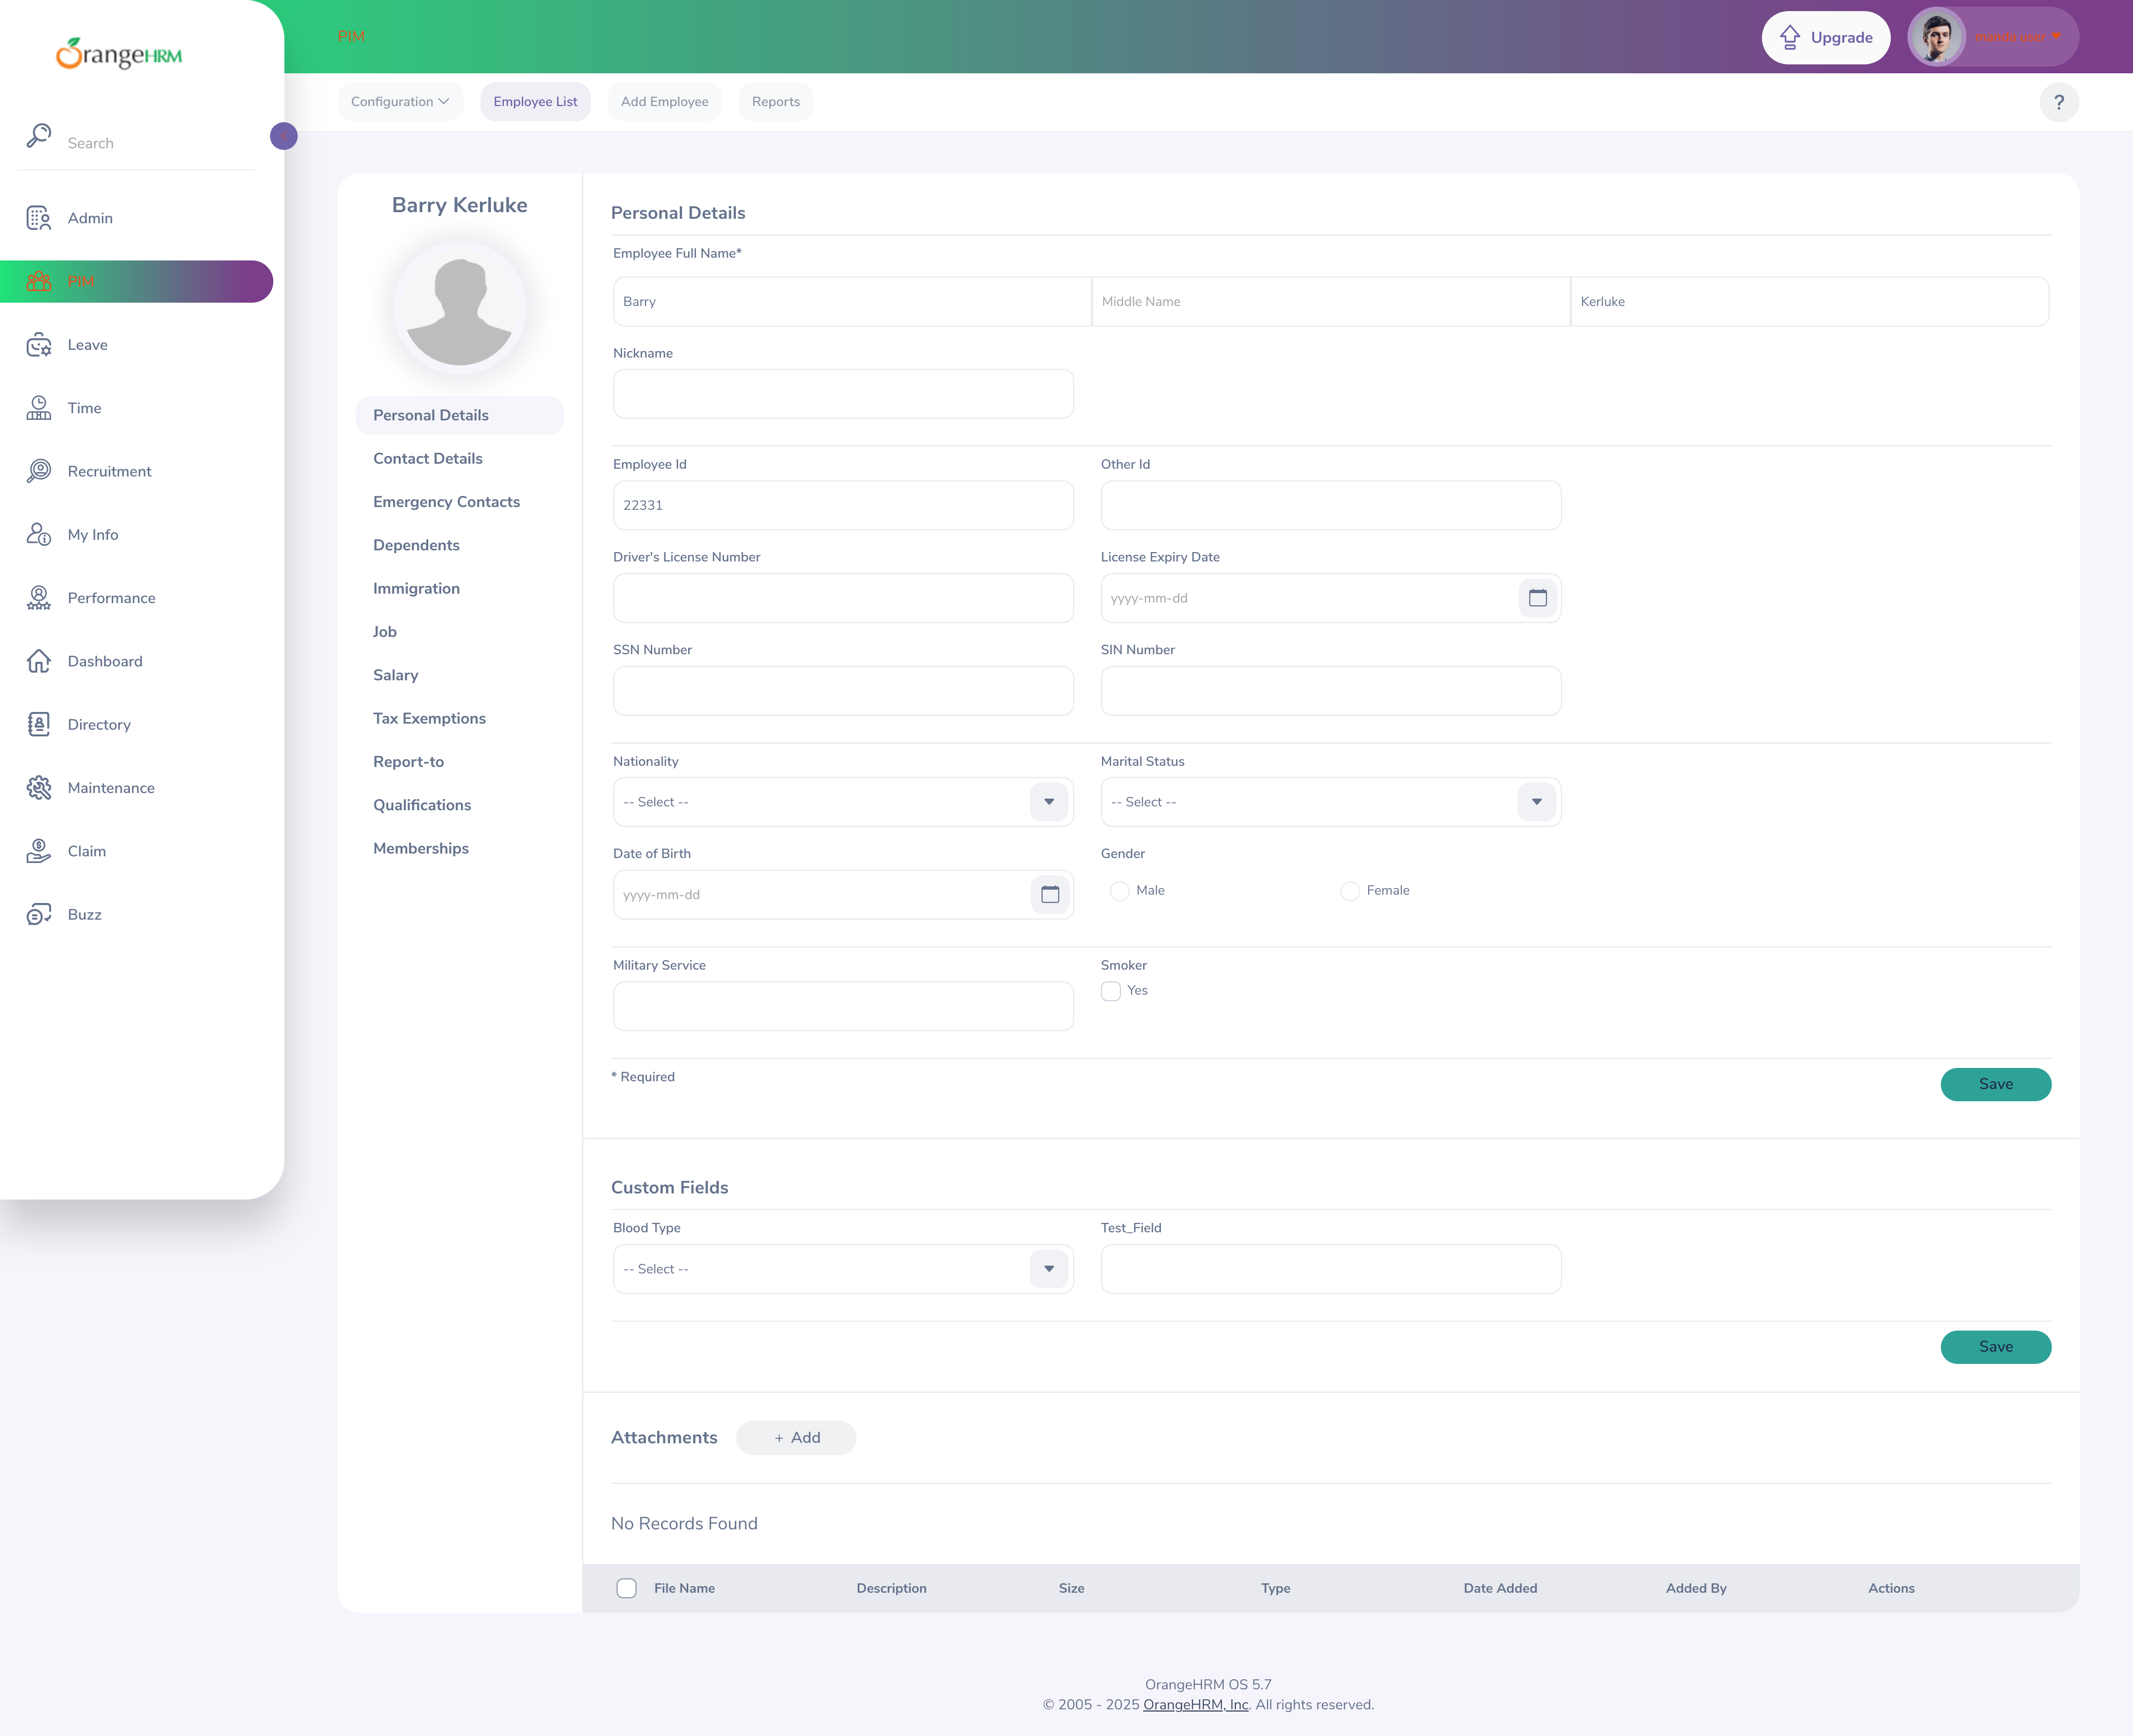 OrangeHRM
PIM
Upgrade
manda user
Search
Configuration
Employee List
Add Employee
Reports
?
Admin
PIM
Leave
Time
Recruitment
My Info
Performance
Dashboard
Directory
Maintenance
Claim
Buzz
Barry Kerluke
Personal Details
Contact Details
Emergency Contacts
Dependents
Immigration
Job
Salary
Tax Exemptions
Report-to
Qualifications
Memberships
Personal Details
Employee Full Name*
Barry
Middle Name
Kerluke
Nickname
Employee Id
Other Id
22331
Driver's License Number
License Expiry Date
yyyy-mm-dd
SSN Number
SIN Number
Nationality
Marital Status
-- Select --
-- Select --
Date of Birth
Gender
yyyy-mm-dd
Male
Female
Military Service
Smoker
Yes
* Required
Save
Custom Fields
Blood Type
Test_Field
-- Select --
Save
Attachments
+ Add
No Records Found
File Name
Description
Size
Type
Date Added
Added By
Actions
OrangeHRM OS 5.7
© 2005 - 2025 OrangeHRM, Inc. All rights reserved.